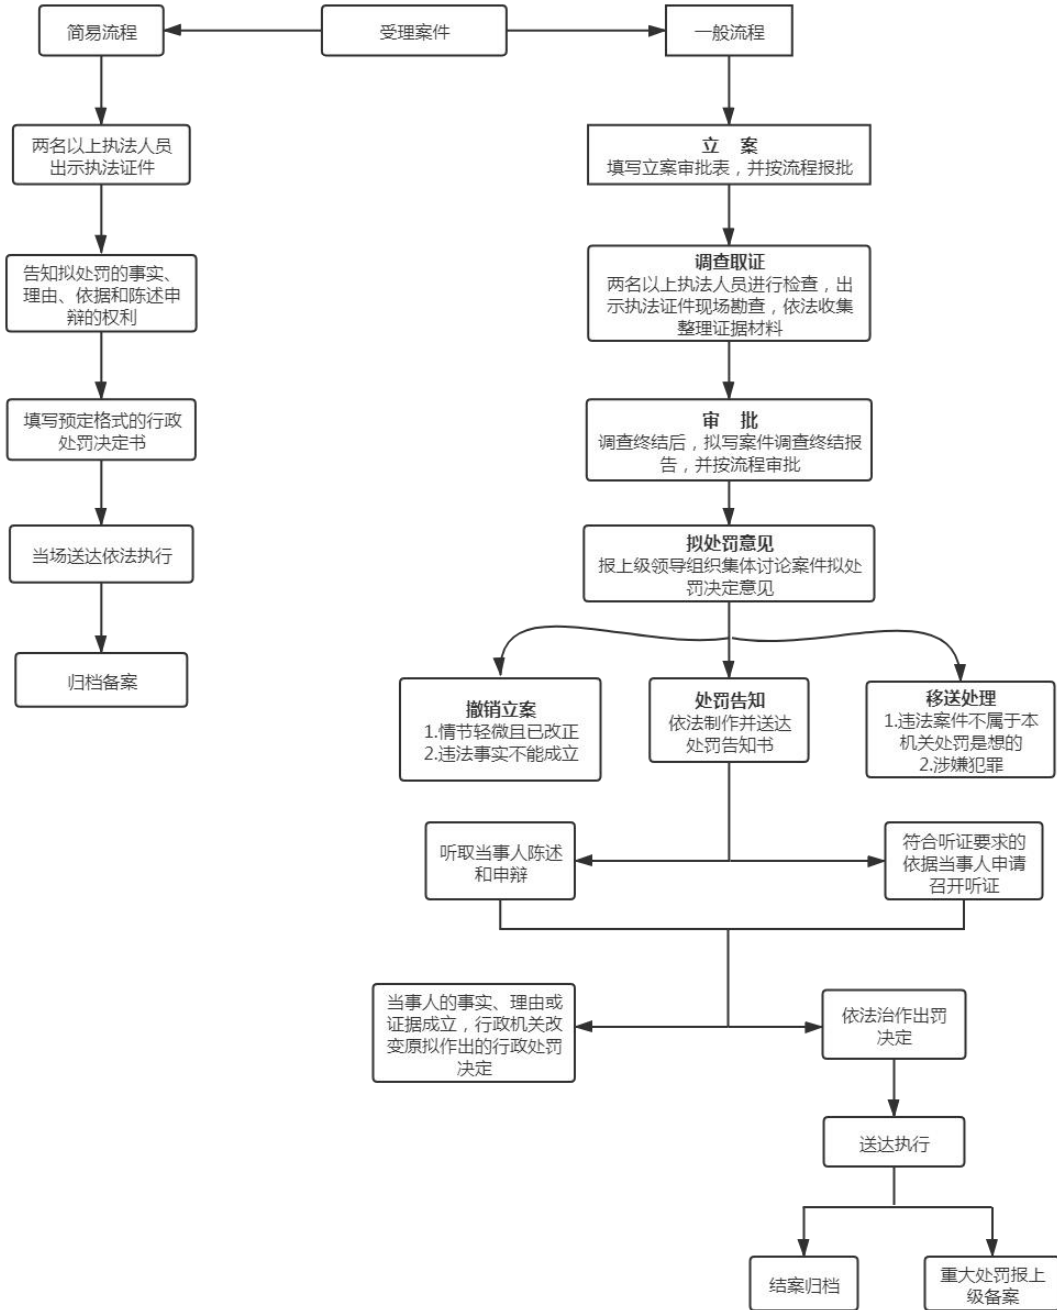 简易流程
受理案件
一般流程
两名以上执法人员
出示执法证件
告知拟处罚的事实、
理由、依据和陈述申
辩的权利
填写预定格式的行政
处罚决定书
当场送达依法执行
归档备案
立 案
填写立案审批表，并按流程报批
调查取证
两名以上执法人员进行检查，出
示执法证件现场勘查，依法收集
整理证据材料
审 批
调查终结后，拟写案件调查终结报
告，并按流程审批
拟处罚意见
报上级领导组织集体讨论案件拟处
罚决定意见
撤销立案
1.情节轻微且已改正
2.违法事实不能成立
处罚告知
依法制作并送达
处罚告知书
移送处理
1.违法案件不属于本
机关处罚是想的
2.涉嫌犯罪
听取当事人陈述
和申辩
符合听证要求的
依据当事人申请
召开听证
当事人的事实、理由或
证据成立，行政机关改
变原拟作出的行政处罚
决定
依法治作出罚
决定
送达执行
结案归档
重大处罚报上
级备案